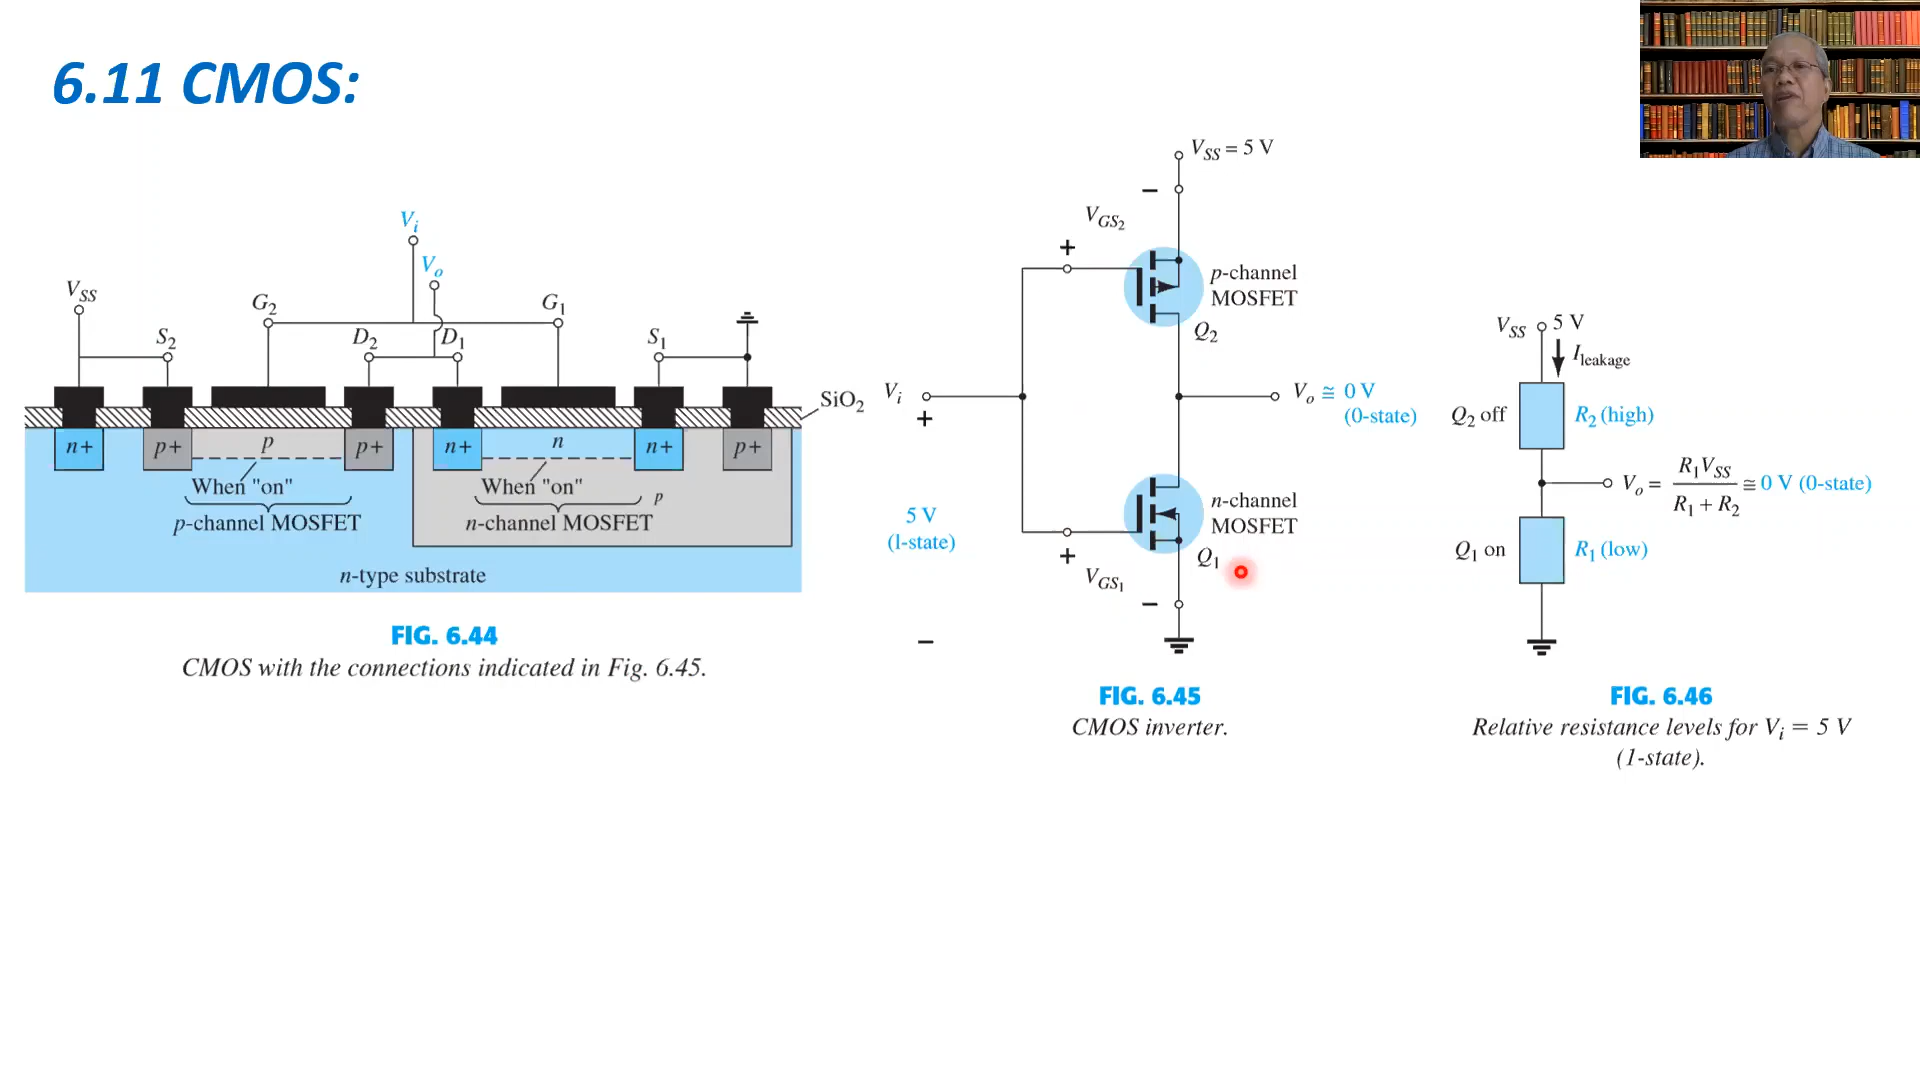 6.11 CMOS:
V_i
V_o
V_SS
S_2
G_2
D_2
D_1
G_1
S_1
SiO_2
n+
p+
p
p+
n+
n
n+
p+
When "on"
When "on"
p
p-channel MOSFET
n-channel MOSFET
n-type substrate
FIG. 6.44
CMOS with the connections indicated in Fig. 6.45.
V_SS = 5 V
−
V_GS2
+
p-channel
MOSFET
Q_2
V_i
+
V_o ≅ 0 V
(0-state)
5 V
(l-state)
n-channel
MOSFET
Q_1
+
V_GS1
−
−
FIG. 6.45
CMOS inverter.
V_SS 5 V
I_leakage
Q_2 off
R_2 (high)
V_o = R_1V_SS / R_1 + R_2 ≅ 0 V (0-state)
Q_1 on
R_1 (low)
FIG. 6.46
Relative resistance levels for V_i = 5 V
(1-state).